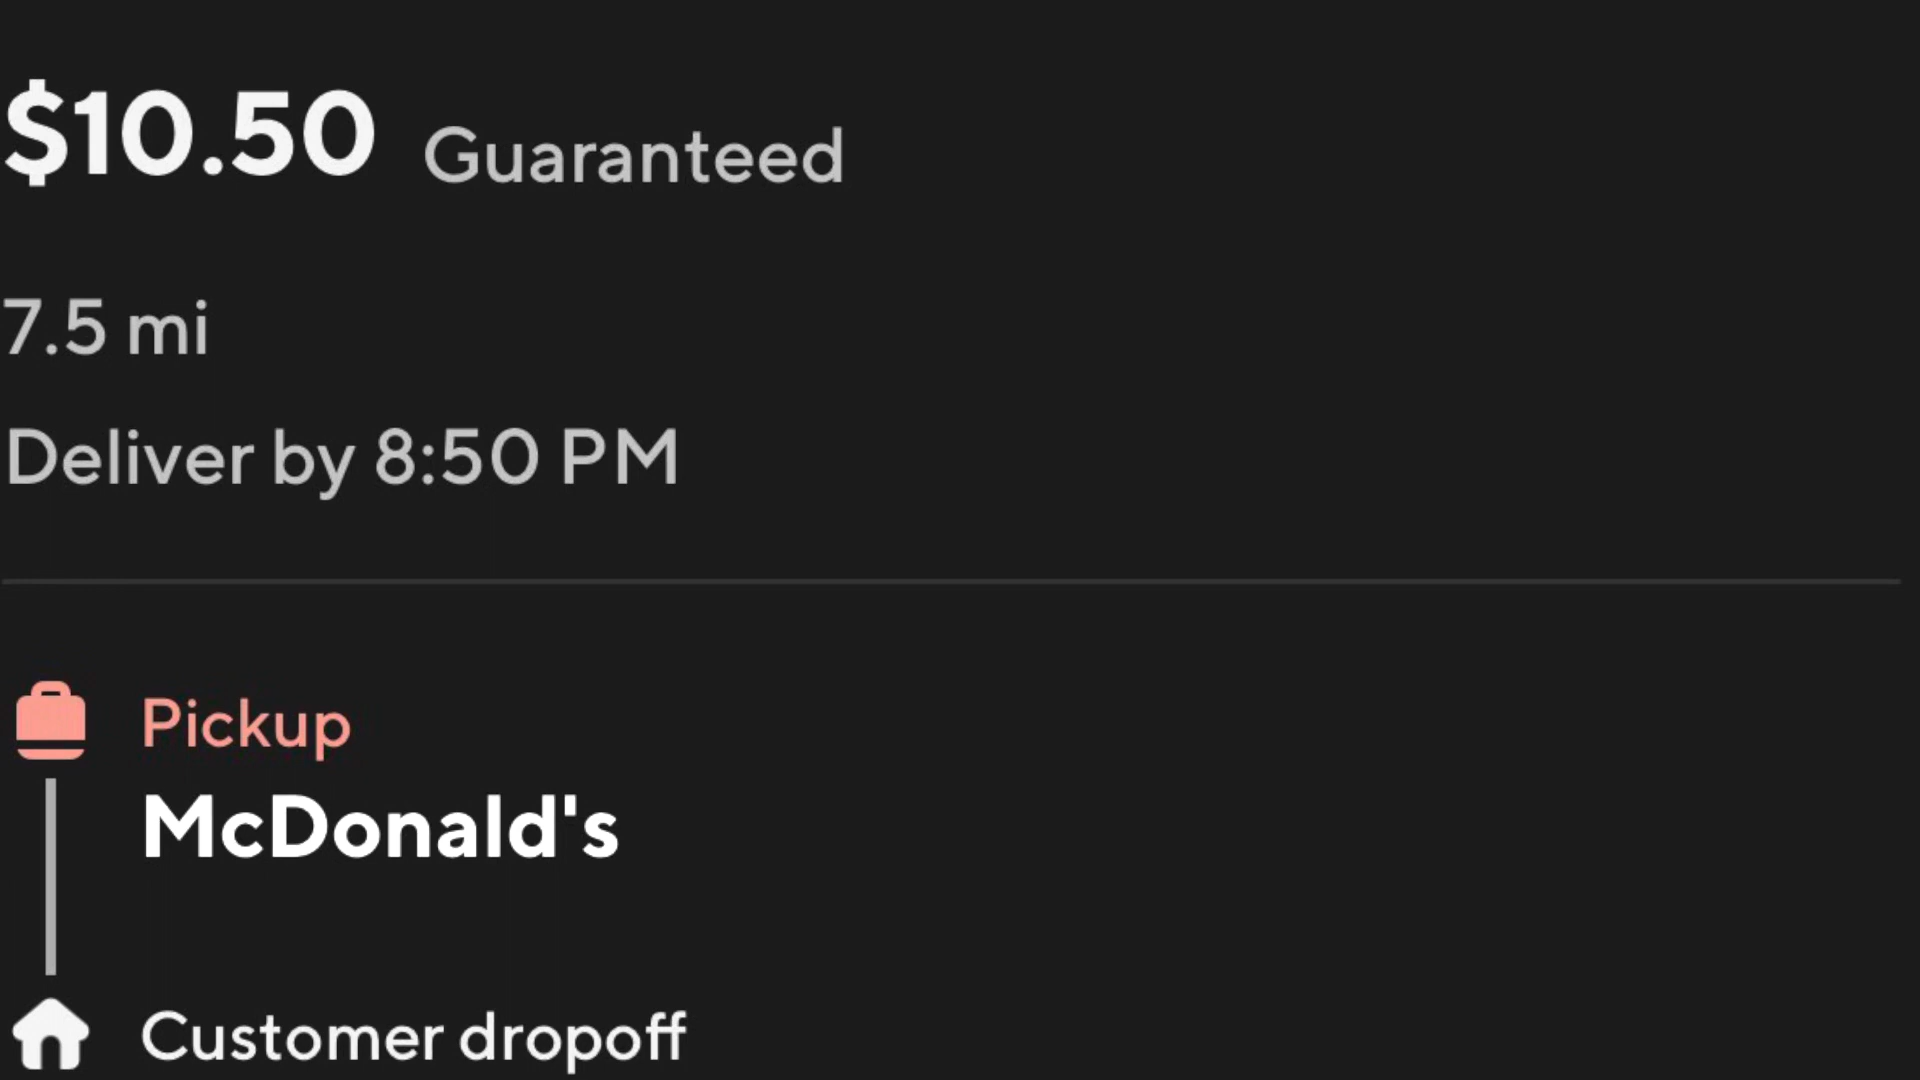 $10.50 Guaranteed
7.5 mi
Deliver by 8:50 PM
Pickup
McDonald's
Customer dropoff